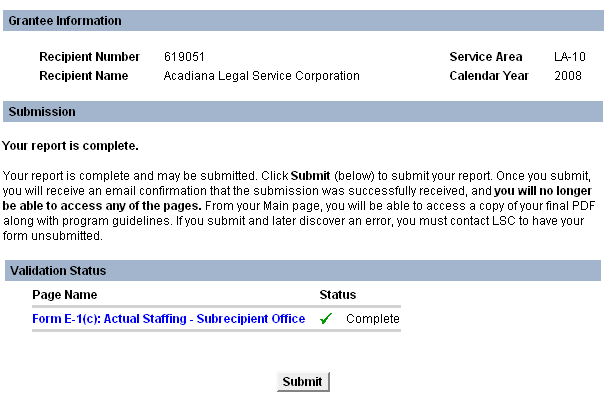 Grantee Information
Recipient Number 619051 Service Area LA-10
Recipient Name Acadiana Legal Service Corporation Calendar Year 2008
Submission
Your report is complete.
Your report is complete and may be submitted. Click Submit (below) to submit your report. Once you submit,
you will receive an email confirmation that the submission was successfully received, and you will no longer
be able to access any of the pages. From your Main page, you will be able to access a copy of your final PDF
along with program guidelines. If you submit and later discover an error, you must contact LSC to have your
form unsubmitted.
Validation Status
Page Name Status
Form E-1(c): Actual Staffing - Subrecipient Office Complete
Submit